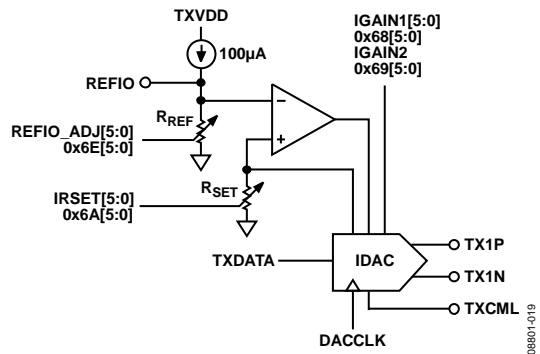 TXVDD
100µA
REFIO
RREF
REFIO_ADJ[5:0]
0x6E[5:0]
IRSET[5:0]
0x6A[5:0]
RSET
−
+
IGAIN1[5:0]
0x68[5:0]
IGAIN2
0x69[5:0]
TXDATA
IDAC
TX1P
TX1N
TXCML
DACCLK
08801-019